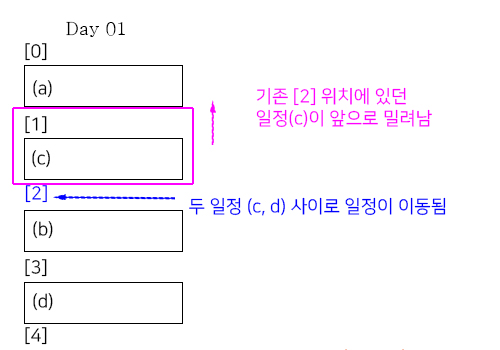 Day 01
[0]
(a)
[1]
(c)
기존 [2] 위치에 있던
일정(c)이 앞으로 밀려남
[2]
두 일정 (c, d) 사이로 일정이 이동됨
(b)
[3]
(d)
[4]